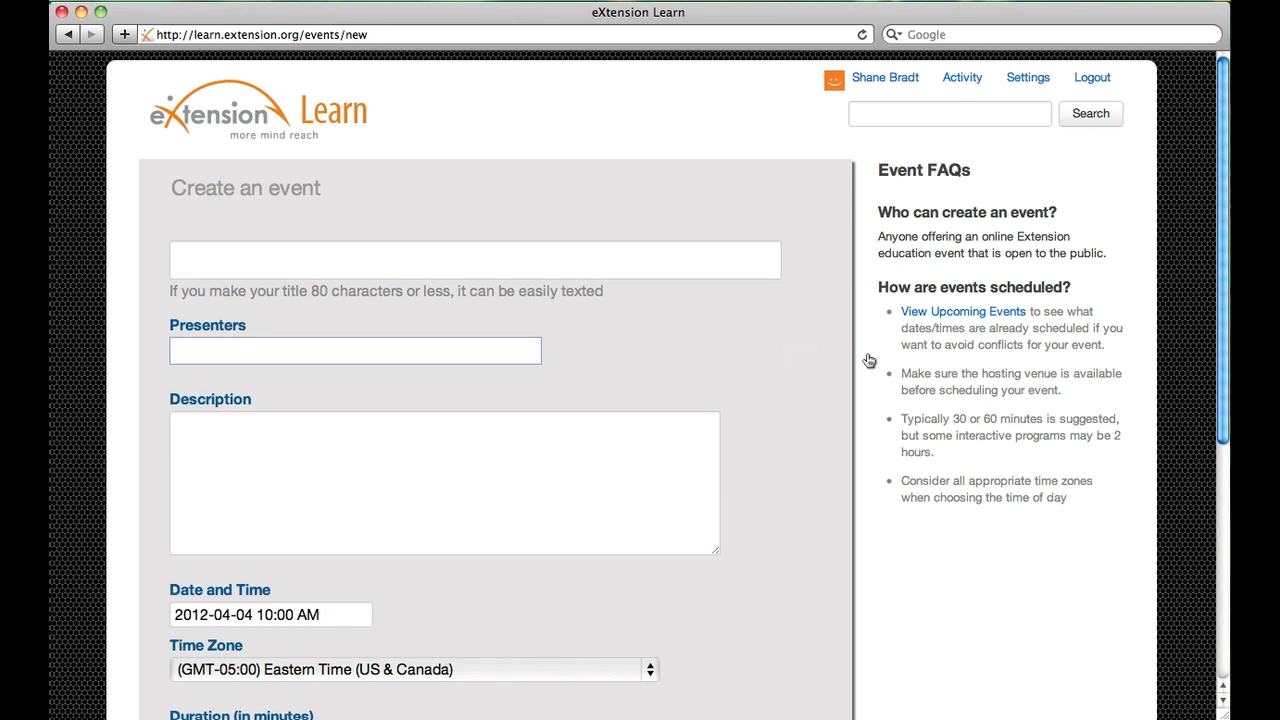 eXtension Learn
http://learn.extension.org/events/new
Google
Shane Bradt
Activity
Settings
Logout
eXtension Learn
more mind reach
Search
Create an event
If you make your title 80 characters or less, it can be easily texted
Presenters
Description
Date and Time
2012-04-04 10:00 AM
Time Zone
(GMT-05:00) Eastern Time (US & Canada)
Duration (in minutes)
Event FAQs
Who can create an event?
Anyone offering an online Extension
education event that is open to the public.
How are events scheduled?
View Upcoming Events to see what
dates/times are already scheduled if you
want to avoid conflicts for your event.
Make sure the hosting venue is available
before scheduling your event.
Typically 30 or 60 minutes is suggested,
but some interactive programs may be 2
hours.
Consider all appropriate time zones
when choosing the time of day